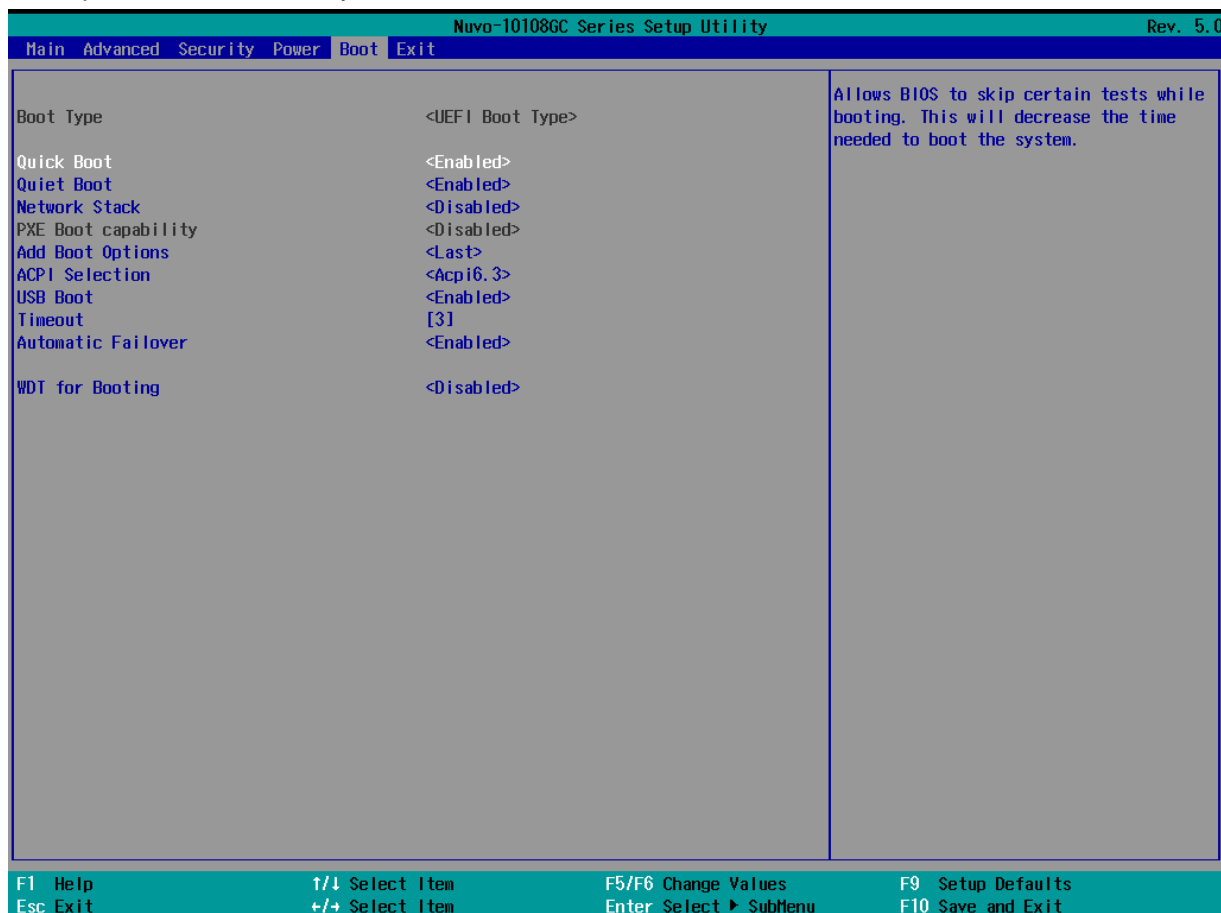 Nuvo-10108GC Series Setup Utility Rev. 5.0
Main Advanced Security Power Boot Exit
Boot Type <UEFI Boot Type>
Quick Boot <Enabled>
Quiet Boot <Enabled>
Network Stack <Disabled>
PXE Boot capability <Disabled>
Add Boot Options <Last>
ACPI Selection <Acpi6.3>
USB Boot <Enabled>
Timeout [3]
Automatic Failover <Enabled>
WDT for Booting <Disabled>
Allows BIOS to skip certain tests while
booting. This will decrease the time
needed to boot the system.
F1 Help ↑/↓ Select Item F5/F6 Change Values F9 Setup Defaults
Esc Exit ←/→ Select Item Enter Select ▶ SubMenu F10 Save and Exit